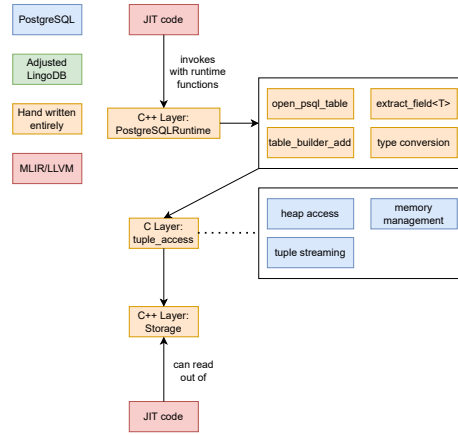 PostgreSQL
Adjusted
LingoDB
Hand written
entirely
MLIR/LLVM
JIT code
invokes
with runtime
functions
C++ Layer:
PostgreSQLRuntime
open_psql_table
extract_field<T>
table_builder_add
type conversion
C Layer:
tuple_access
heap access
memory
management
tuple streaming
C++ Layer:
Storage
can read
out of
JIT code